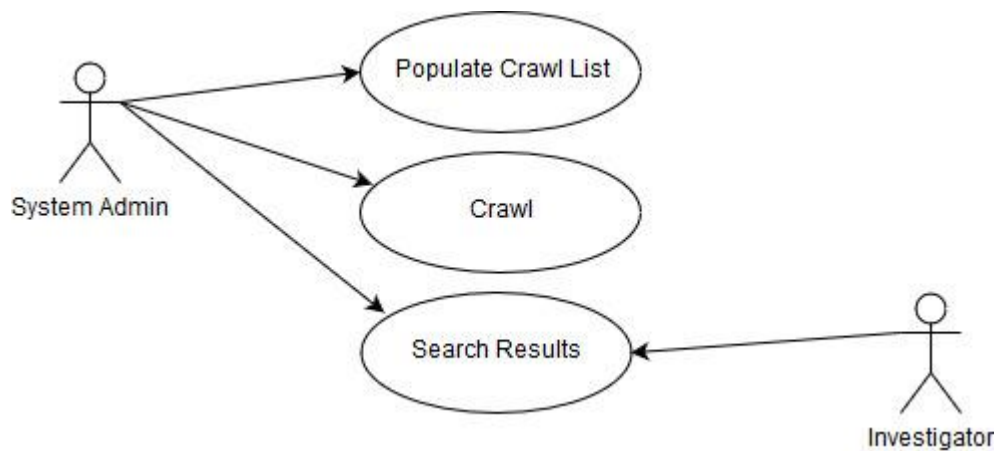 Populate Crawl List
System Admin
Crawl
Search Results
Investigator